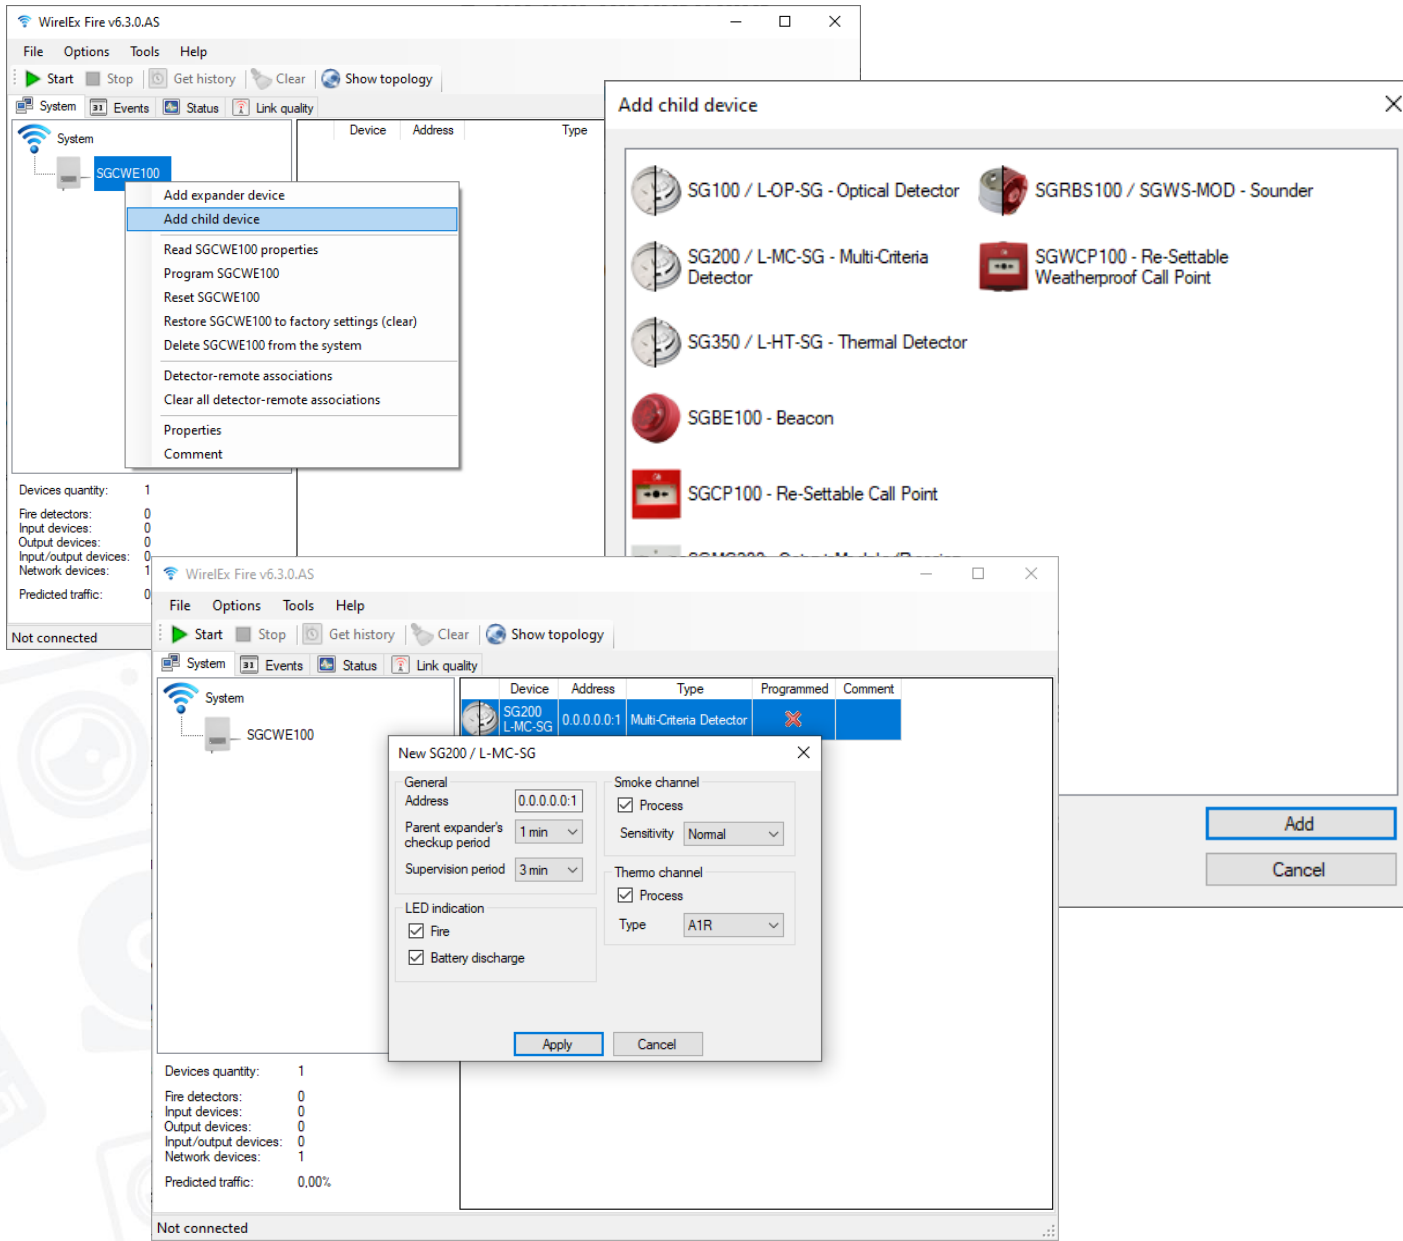 WirelEx Fire v6.3.0.AS
File Options Tools Help
Start Stop Get history Clear Show topology
System Events Status Link quality
System
SGCWE100
Device Address Type
Add expander device
Add child device
Read SGCWE100 properties
Program SGCWE100
Reset SGCWE100
Restore SGCWE100 to factory settings (clear)
Delete SGCWE100 from the system
Detector-remote associations
Clear all detector-remote associations
Properties
Comment
Devices quantity: 1
Fire detectors: 0
Input devices: 0
Output devices: 0
Input/output devices: 0
Network devices: 1
Predicted traffic: 0
Not connected
Add child device
SG100 / L-OP-SG - Optical Detector
SGRBS100 / SGWS-MOD - Sounder
SG200 / L-MC-SG - Multi-Criteria
Detector
SGWCP100 - Re-Settable
Weatherproof Call Point
SG350 / L-HT-SG - Thermal Detector
SGBE100 - Beacon
SGCP100 - Re-Settable Call Point
Add
Cancel
WirelEx Fire v6.3.0.AS
File Options Tools Help
Start Stop Get history Clear Show topology
System 31 Events Status Link quality
System
SGCWE100
Device Address Type Programmed Comment
SG200
L-MC-SG
0.0.0.0.0:1 Multi-Criteria Detector
New SG200 / L-MC-SG
General
Address 0.0.0.0.0:1
Parent expander's
checkup period
1 min
Supervision period 3 min
LED indication
Fire
Battery discharge
Smoke channel
Process
Sensitivity Normal
Thermo channel
Process
Type A1R
Apply Cancel
Devices quantity: 1
Fire detectors: 0
Input devices: 0
Output devices: 0
Input/output devices: 0
Network devices: 1
Predicted traffic: 0,00%
Not connected